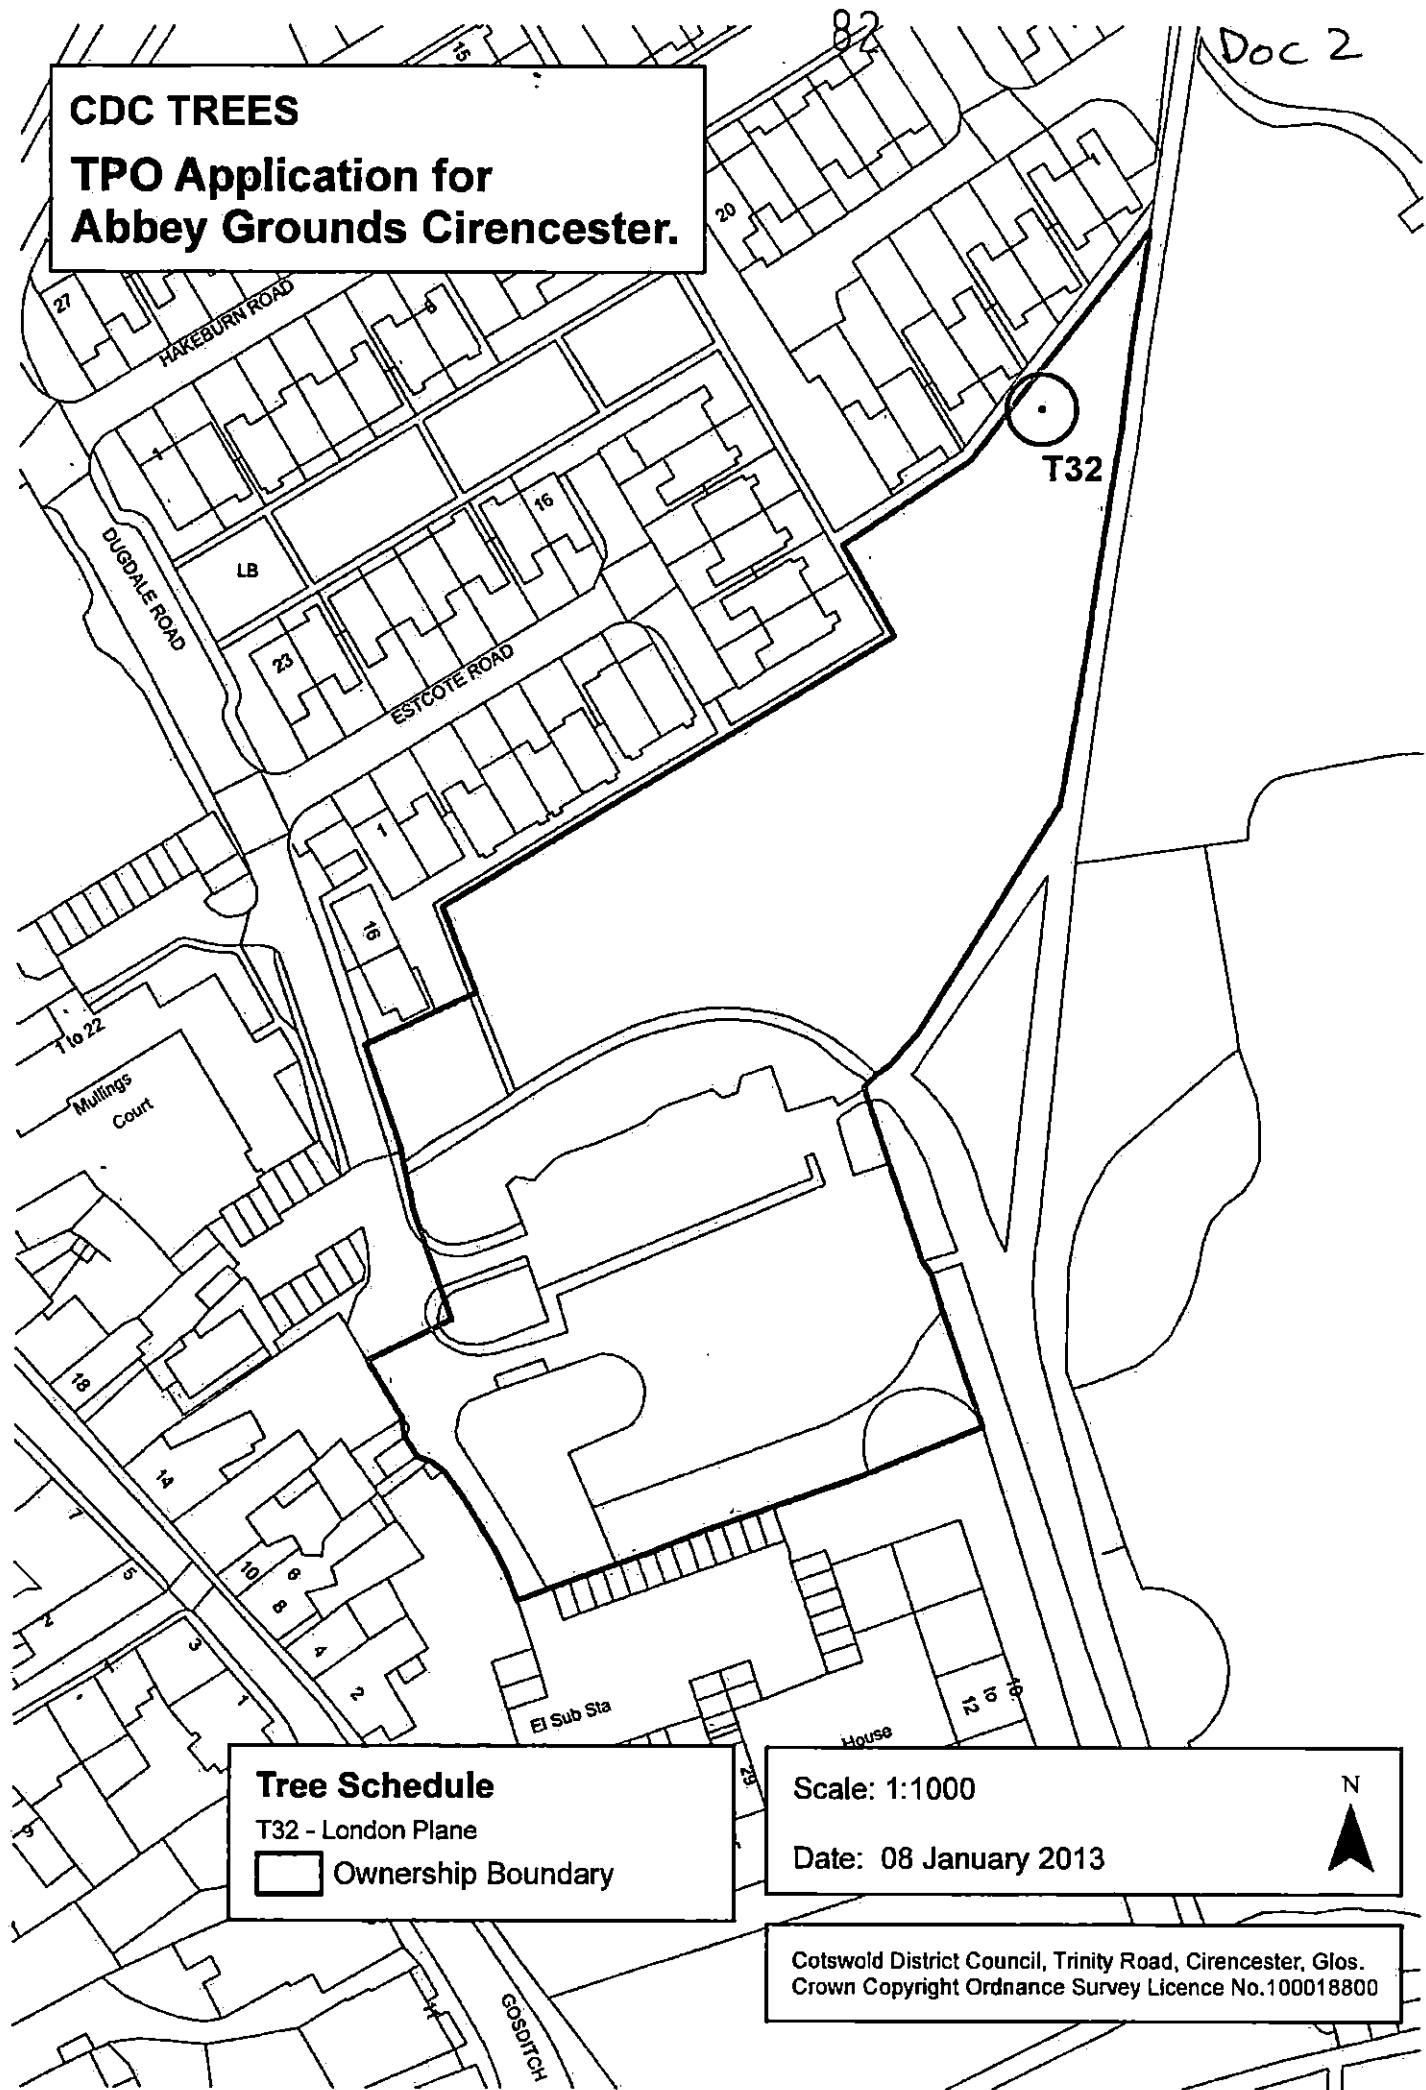 82
Doc 2
15
CDC TREES
TPO Application for
Abbey Grounds Cirencester.
20
1
27
HAKEBURN ROAD
8
1
T32
16
DUGDALE ROAD
LB
23
ESTCOTE ROAD
1
16
1 to 22
Mullings
Court
18
14
7
5
10
6
8
2
4
3
2
1
El Sub Sta
12
to
18
House
29
9
Tree Schedule
T32 - London Plane
Ownership Boundary
Scale: 1:1000
N
Date: 08 January 2013
Cotswold District Council, Trinity Road, Cirencester, Glos.
Crown Copyright Ordnance Survey Licence No.100018800
11
GOSDITCH